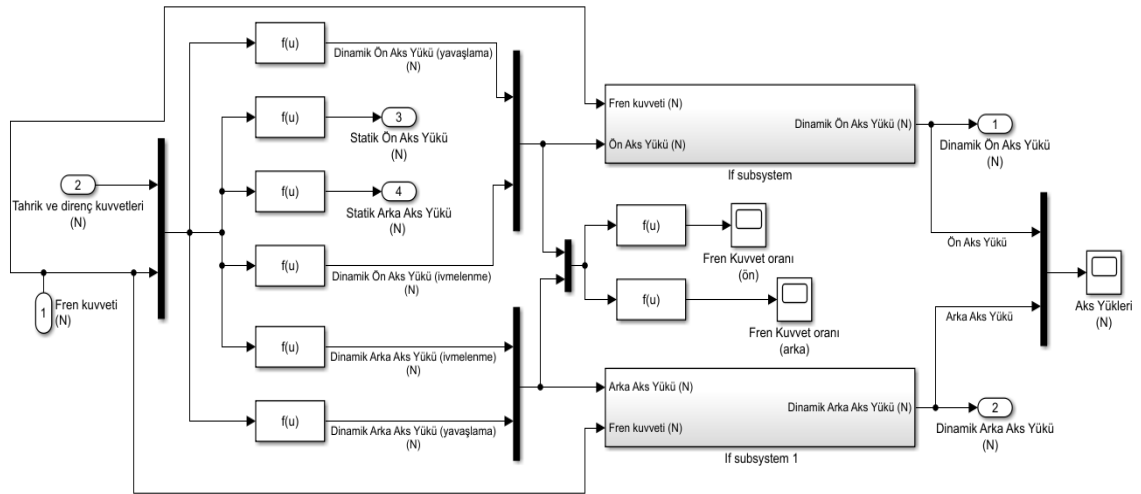 f(u)
Dinamik Ön Aks Yükü (yavaşlama)
(N)
f(u)
3
Statik Ön Aks Yükü
(N)
2
Tahrik ve direnç kuvvetleri
(N)
f(u)
4
Statik Arka Aks Yükü
(N)
f(u)
Dinamik Ön Aks Yükü (ivmelenme)
(N)
1
Fren kuvveti
(N)
f(u)
Dinamik Arka Aks Yükü (ivmelenme)
(N)
f(u)
Dinamik Arka Aks Yükü (yavaşlama)
(N)
Fren kuvveti (N)
Ön Aks Yükü (N)
Dinamik Ön Aks Yükü (N)
If subsystem
1
Dinamik Ön Aks Yükü
(N)
f(u)
Fren Kuvvet oranı
(ön)
f(u)
Fren Kuvvet oranı
(arka)
Ön Aks Yükü
Arka Aks Yükü
Aks Yükleri
(N)
Arka Aks Yükü (N)
Fren kuvveti (N)
Dinamik Arka Aks Yükü (N)
If subsystem 1
2
Dinamik Arka Aks Yükü
(N)